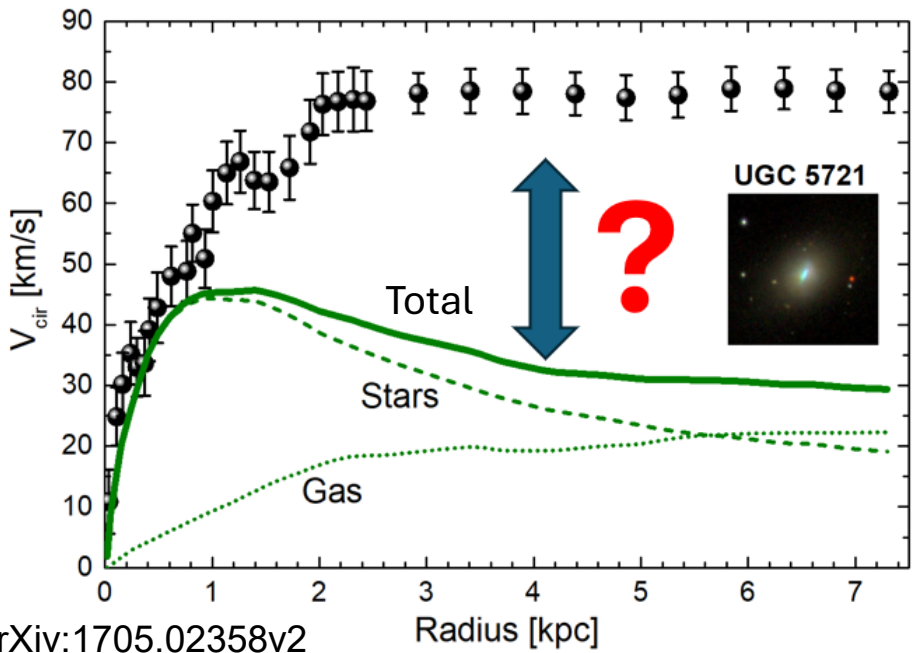 90
80
70
60
50
40
30
20
10
0
V_cir [km/s]
UGC 5721
?
Total
Stars
Gas
0 1 2 3 4 5 6 7
Radius [kpc]
rXiv:1705.02358v2